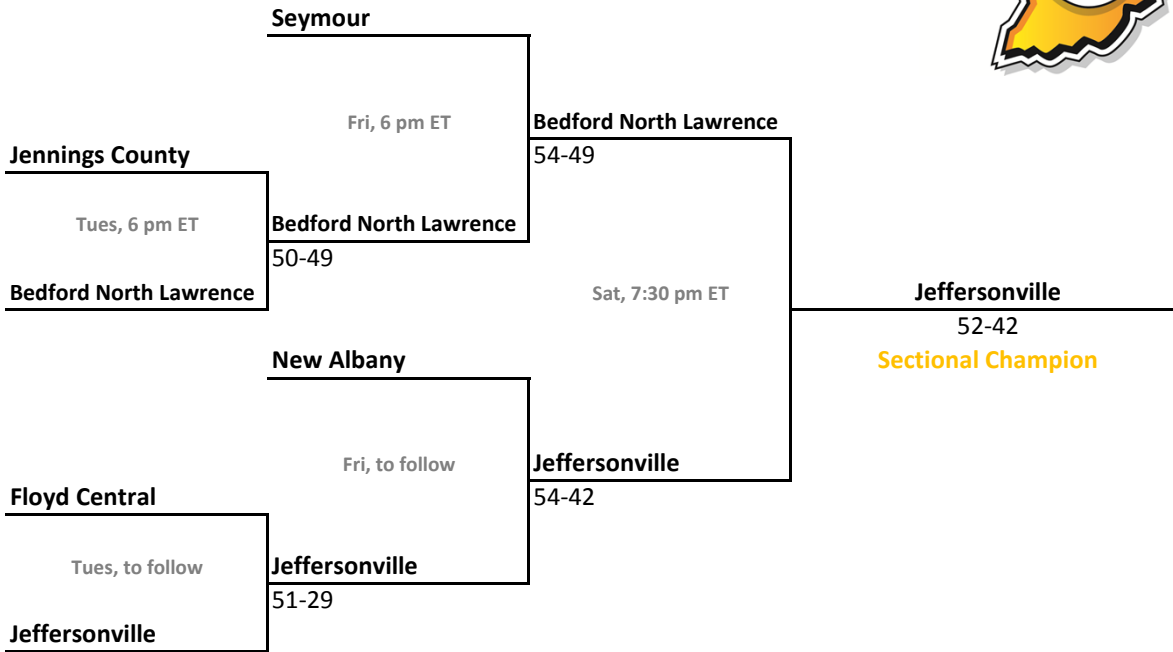 Seymour
Fri, 6 pm ET
Bedford North Lawrence
54-49
Jennings County
Tues, 6 pm ET
Bedford North Lawrence
50-49
Bedford North Lawrence
Sat, 7:30 pm ET
Jeffersonville
52-42
Sectional Champion
New Albany
Fri, to follow
Jeffersonville
54-42
Floyd Central
Tues, to follow
Jeffersonville
51-29
Jeffersonville